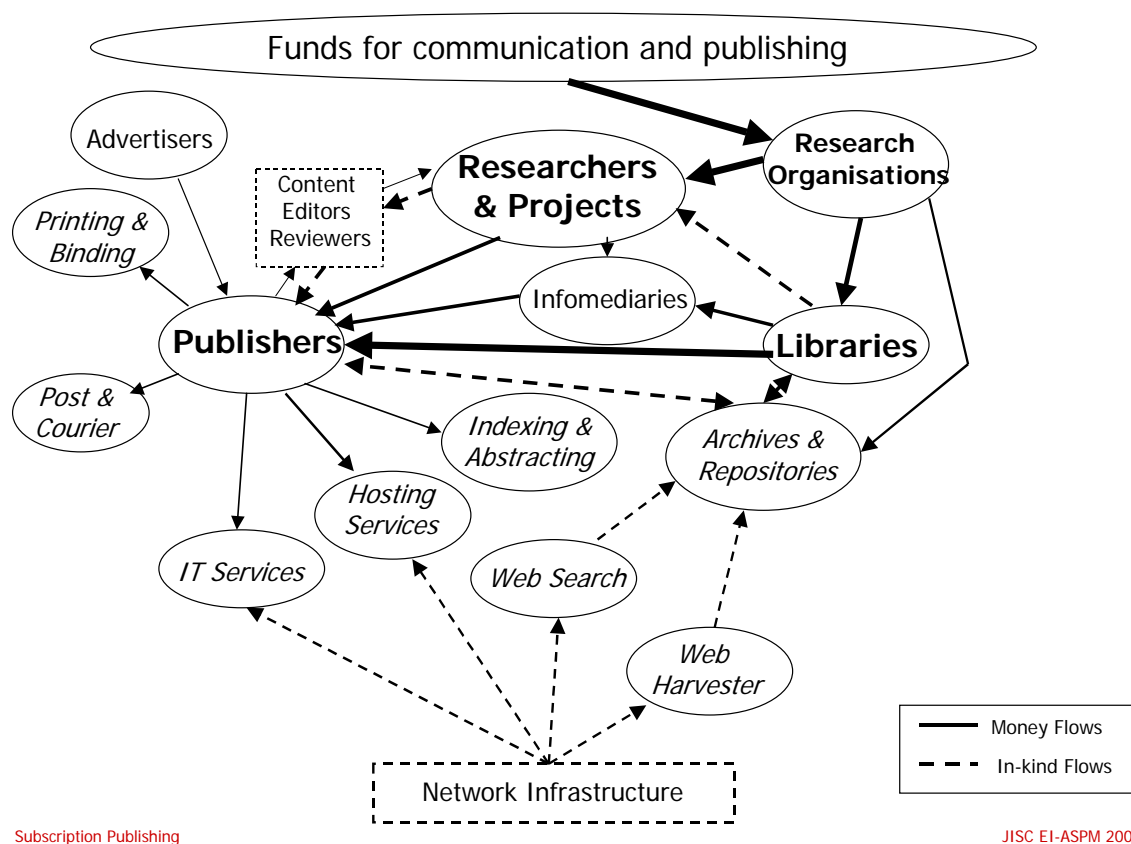 Funds for communication and publishing
Advertisers
Research
Organisations
Researchers
& Projects
Content
Editors
Reviewers
Printing &
Binding
Infomediaries
Publishers
Libraries
Post &
Courier
Indexing &
Abstracting
Archives &
Repositories
Hosting
Services
IT Services
Web Search
Web
Harvester
Money Flows
In-kind Flows
Network Infrastructure
Subscription Publishing
JISC EI-ASPM 200